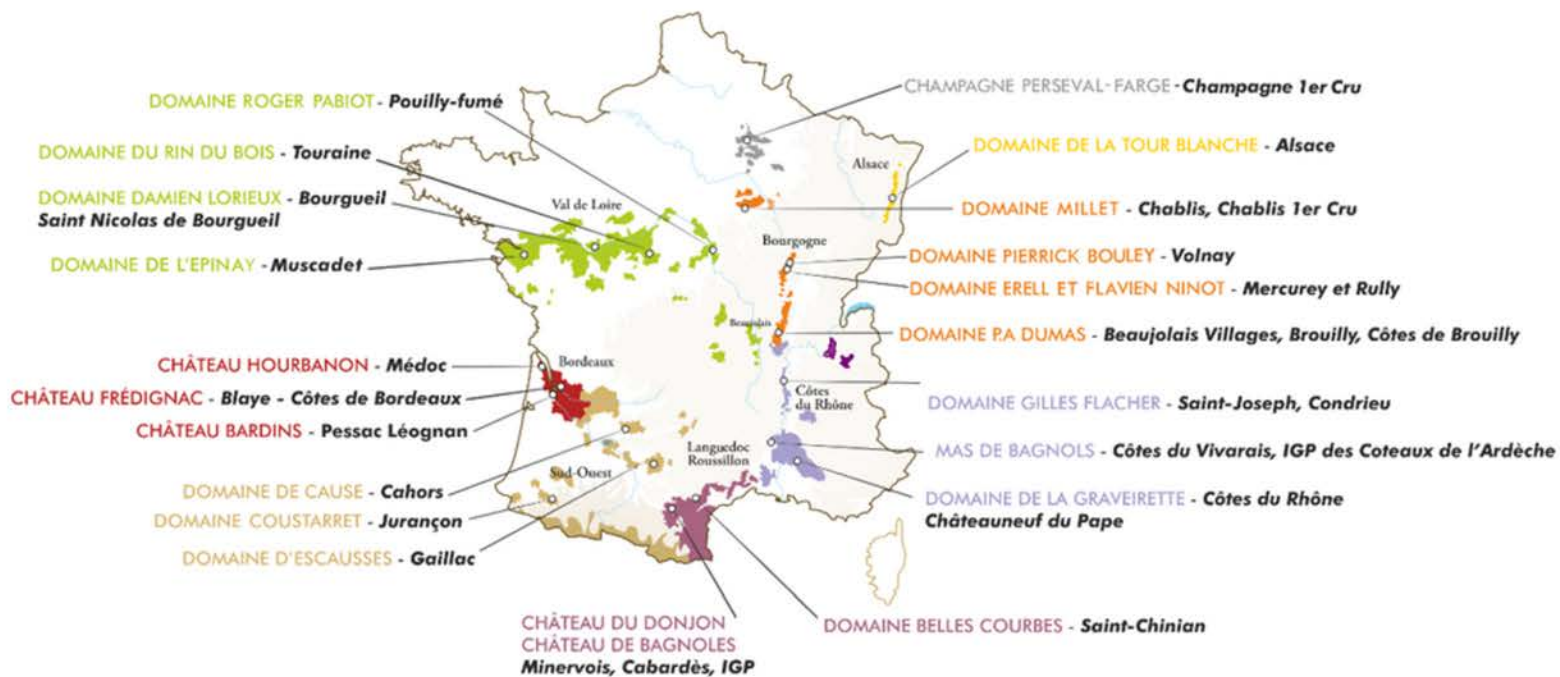 DOMAINE ROGER PABIOT - Pouilly-fumé
DOMAINE DU RIN DU BOIS - Touraine
DOMAINE DAMIEN LORIEUX - Bourgueil
Saint Nicolas de Bourgueil
DOMAINE DE L'EPINAY - Muscadet
CHÂTEAU HOURBANON - Médoc
CHÂTEAU FRÉDIGNAC - Blaye - Côtes de Bordeaux
CHÂTEAU BARDINS - Pessac Léognan
DOMAINE DE CAUSE - Cahors
DOMAINE COUSTARRET - Jurançon
DOMAINE D'ESCAUSSES - Gaillac
CHÂTEAU DU DONJON
CHÂTEAU DE BAGNOLES
Minervois, Cabardès, IGP
Val de Loire
Bordeaux
Sud-Ouest
Languedoc
Roussillon
Alsace
Bourgogne
Beaujolais
Côtes
du Rhône
CHAMPAGNE PERSEVAL-FARGE - Champagne 1er Cru
DOMAINE DE LA TOUR BLANCHE - Alsace
DOMAINE MILLET - Chablis, Chablis 1er Cru
DOMAINE PIERRICK BOULEY - Volnay
DOMAINE ERELL ET FLAVIEN NINOT - Mercurey et Rully
DOMAINE P.A DUMAS - Beaujolais Villages, Brouilly, Côtes de Brouilly
DOMAINE GILLES FLACHER - Saint-Joseph, Condrieu
MAS DE BAGNOLS - Côtes du Vivarais, IGP des Coteaux de l'Ardèche
DOMAINE DE LA GRAVEIRETTE - Côtes du Rhône
Châteauneuf du Pape
DOMAINE BELLES COURBES - Saint-Chinian